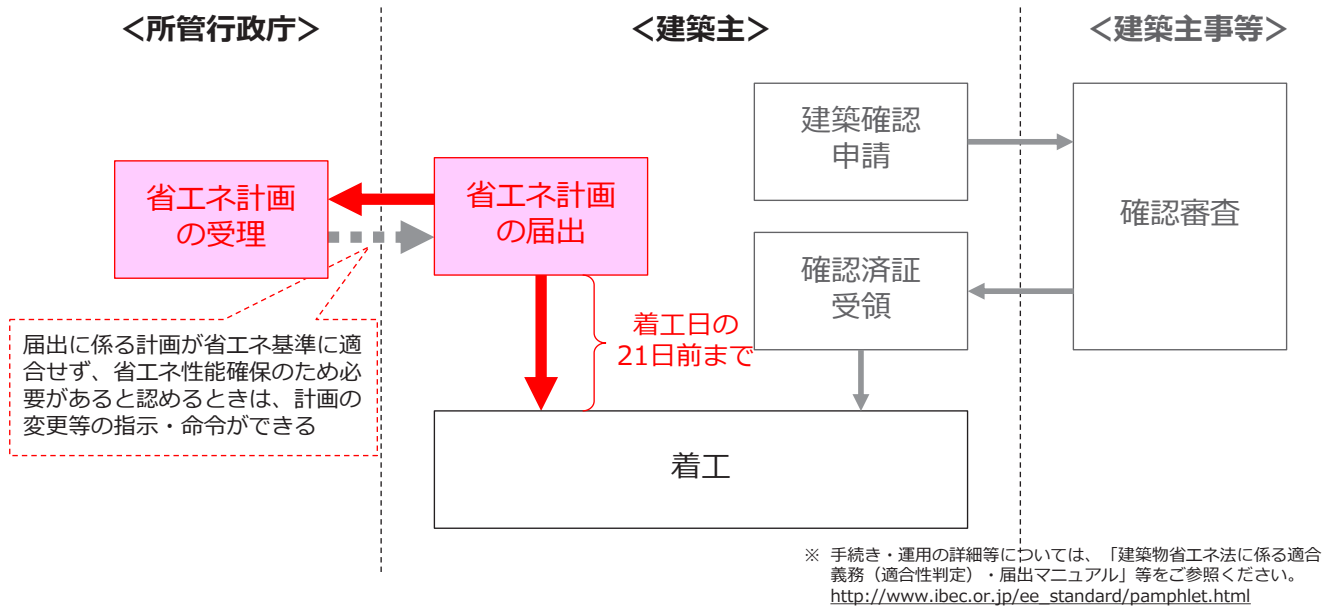 ＜所管行政庁＞
＜建築主＞
＜建築主事等＞
建築確認
申請
確認審査
省エネ計画
の受理
省エネ計画
の届出
確認済証
受領
着工日の
21日前まで
届出に係る計画が省エネ基準に適
合せず、省エネ性能確保のため必
要があると認めるときは、計画の
変更等の指示・命令ができる
着工
※ 手続き・運用の詳細等については、「建築物省エネ法に係る適合
義務（適合性判定）・届出マニュアル」等をご参照ください。
http://www.ibec.or.jp/ee_standard/pamphlet.html